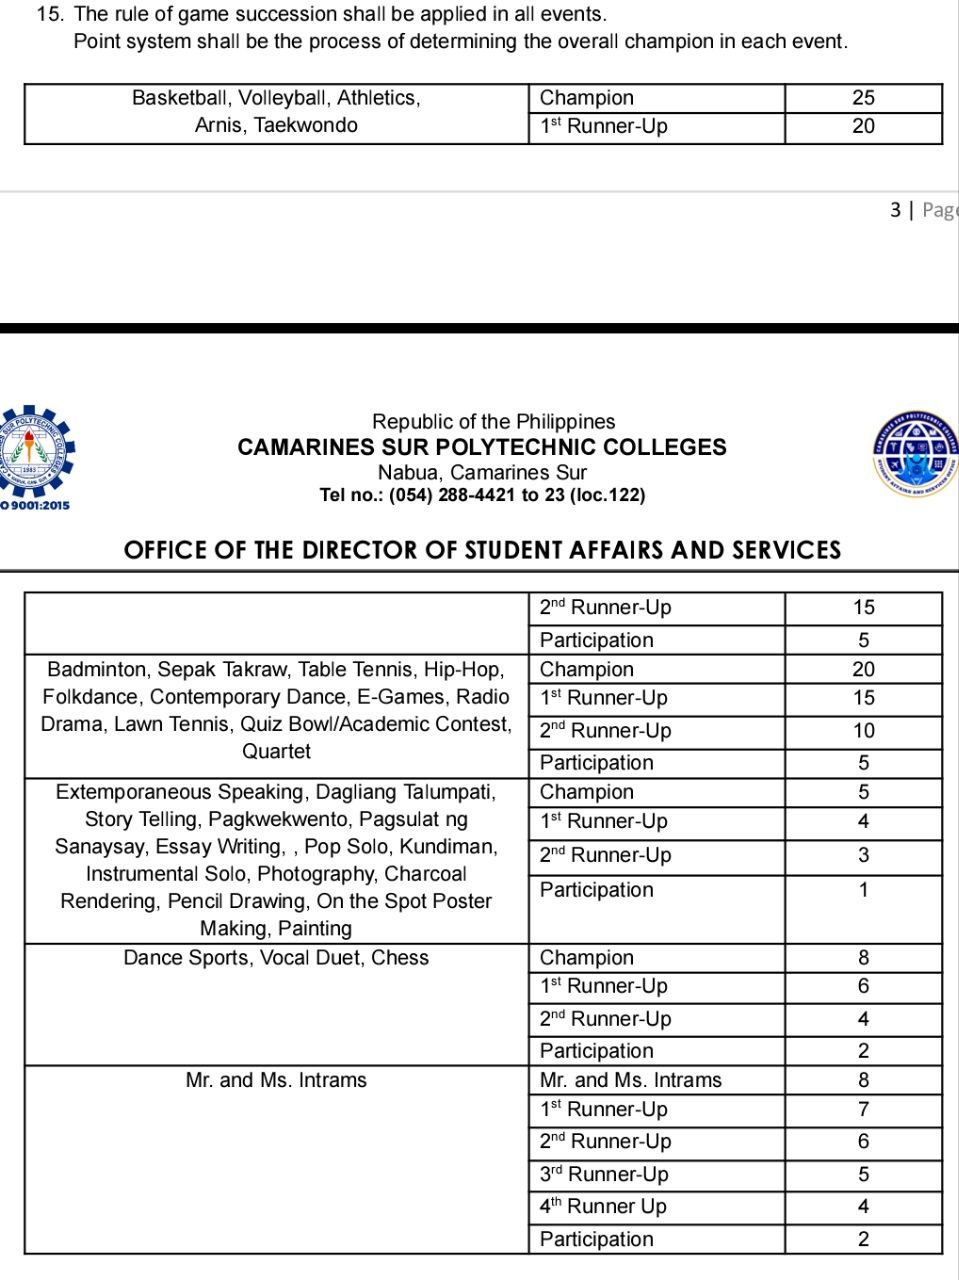 15. The rule of game succession shall be applied in all events.
Point system shall be the process of determining the overall champion in each event.
Basketball, Volleyball, Athletics,
Arnis, Taekwondo
Champion 25
1st Runner-Up 20
3 | Page
Republic of the Philippines
CAMARINES SUR POLYTECHNIC COLLEGES
Nabua, Camarines Sur
Tel no.: (054) 288-4421 to 23 (loc.122)
1983
O 9001:2015
OFFICE OF THE DIRECTOR OF STUDENT AFFAIRS AND SERVICES
2nd Runner-Up 15
Participation 5
Badminton, Sepak Takraw, Table Tennis, Hip-Hop,
Folkdance, Contemporary Dance, E-Games, Radio
Drama, Lawn Tennis, Quiz Bowl/Academic Contest,
Quartet
Champion 20
1st Runner-Up 15
2nd Runner-Up 10
Participation 5
Extemporaneous Speaking, Dagliang Talumpati,
Story Telling, Pagkwekwento, Pagsulat ng
Sanaysay, Essay Writing, , Pop Solo, Kundiman,
Instrumental Solo, Photography, Charcoal
Rendering, Pencil Drawing, On the Spot Poster
Making, Painting
Champion 5
1st Runner-Up 4
2nd Runner-Up 3
Participation 1
Dance Sports, Vocal Duet, Chess
Champion 8
1st Runner-Up 6
2nd Runner-Up 4
Participation 2
Mr. and Ms. Intrams
Mr. and Ms. Intrams 8
1st Runner-Up 7
2nd Runner-Up 6
3rd Runner-Up 5
4th Runner Up 4
Participation 2